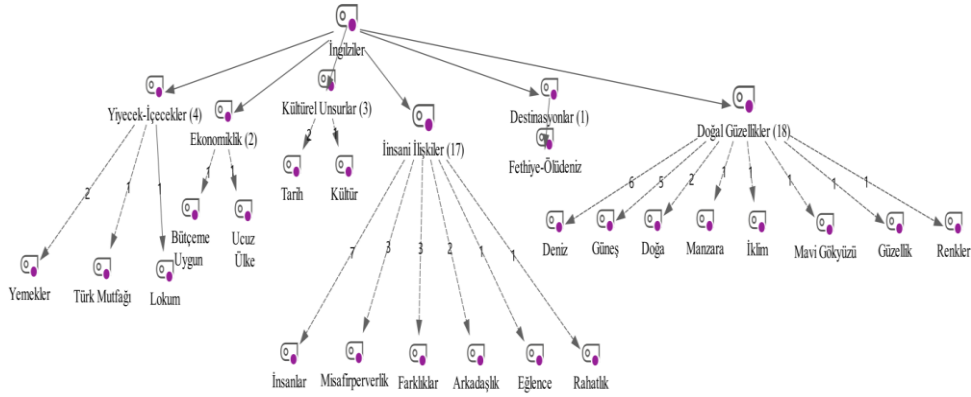 İngilziler
Yiyecek-İçecekler (4)
Ekonomiklik (2)
Kültürel Unsurlar (3)
İinsani İlişkiler (17)
Destinasyonlar (1)
Doğal Güzellikler (18)
2
1
1
Yemekler
Türk Mutfağı
Lokum
1
1
Bütçeme
Uygun
Ucuz
Ülke
2
1
Tarih
Kültür
7
3
3
2
1
1
İnsanlar
Misafirperverlik
Farklıklar
Arkadaşlık
Eğlence
Rahatlık
Fethiye-Ölüdeniz
6
5
2
1
1
1
1
1
Deniz
Güneş
Doğa
Manzara
İklim
Mavi Gökyüzü
Güzellik
Renkler